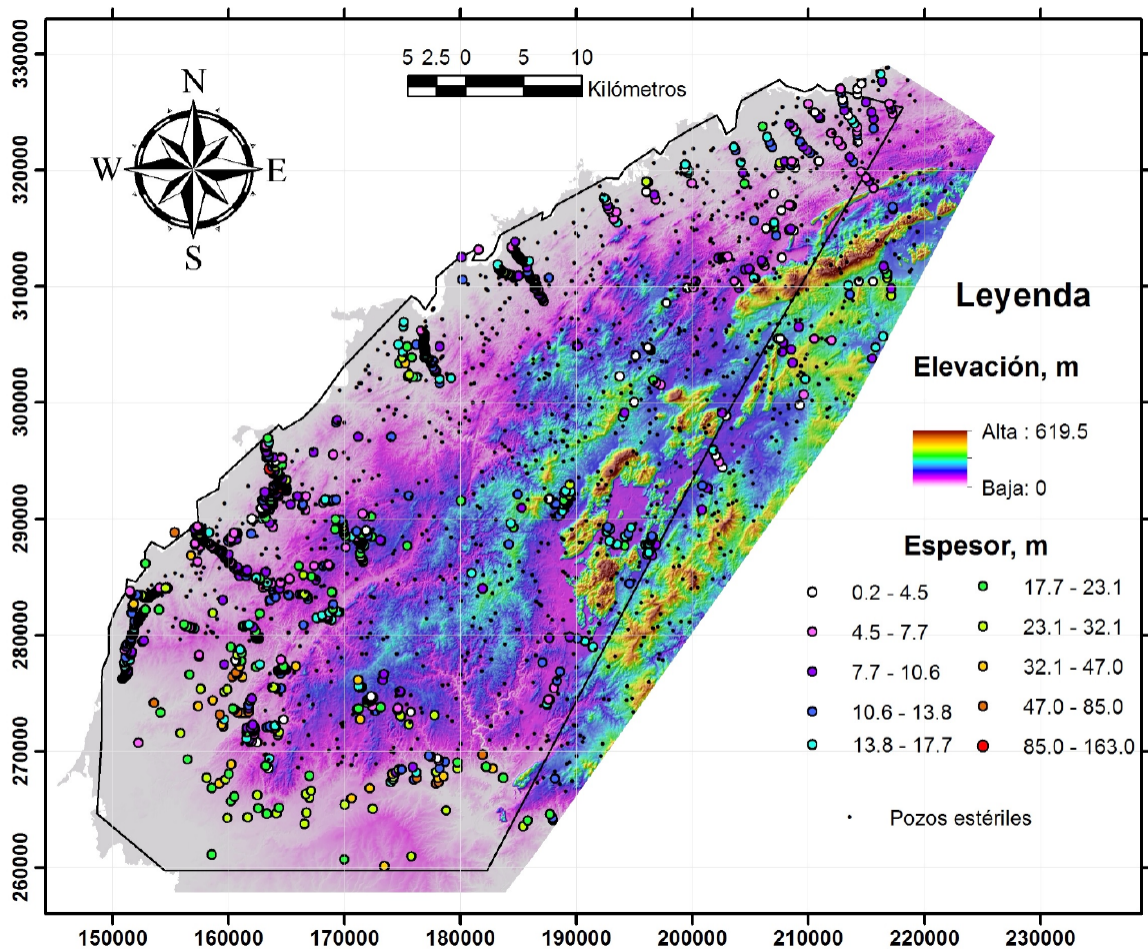 330000
320000
310000
300000
290000
280000
270000
260000
N
W E
S
5 2.5 0 5 10
Kilómetros
Leyenda
Elevación, m
Alta : 619.5
Baja: 0
Espesor, m
0.2 - 4.5
4.5 - 7.7
7.7 - 10.6
10.6 - 13.8
13.8 - 17.7
17.7 - 23.1
23.1 - 32.1
32.1 - 47.0
47.0 - 85.0
85.0 - 163.0
Pozos estériles
150000 160000 170000 180000 190000 200000 210000 220000 230000